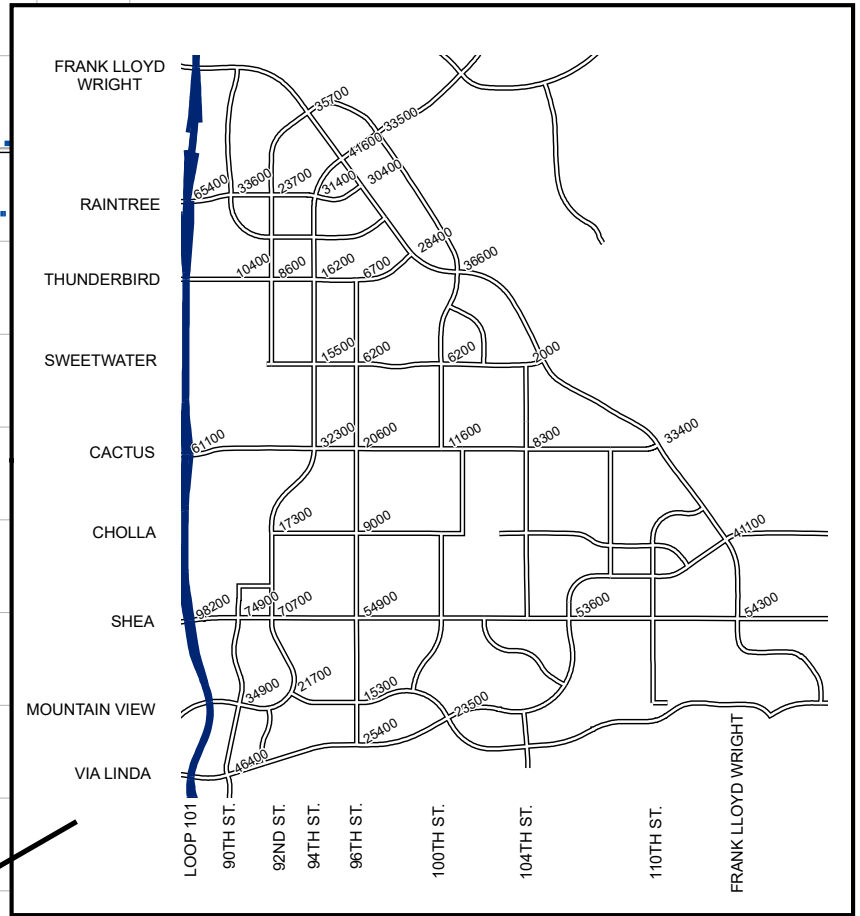 FRANK LLOYD
WRIGHT
35700
33500
41600
65400 33600 23700 31400 30400
RAINTREE
28400
36600
10400 8600 16200 6700
THUNDERBIRD
15500 6200 6200 2000
SWEETWATER
61100 32300 20600 11600 8300 33400
CACTUS
17300 9000 41100
CHOLLA
98200 74900 70700 54900 53600 54300
SHEA
34900 21700 15300 23500
MOUNTAIN VIEW
25400
46400
VIA LINDA
LOOP 101
90TH ST.
92ND ST.
94TH ST.
96TH ST.
100TH ST.
104TH ST.
110TH ST.
FRANK LLOYD WRIGHT